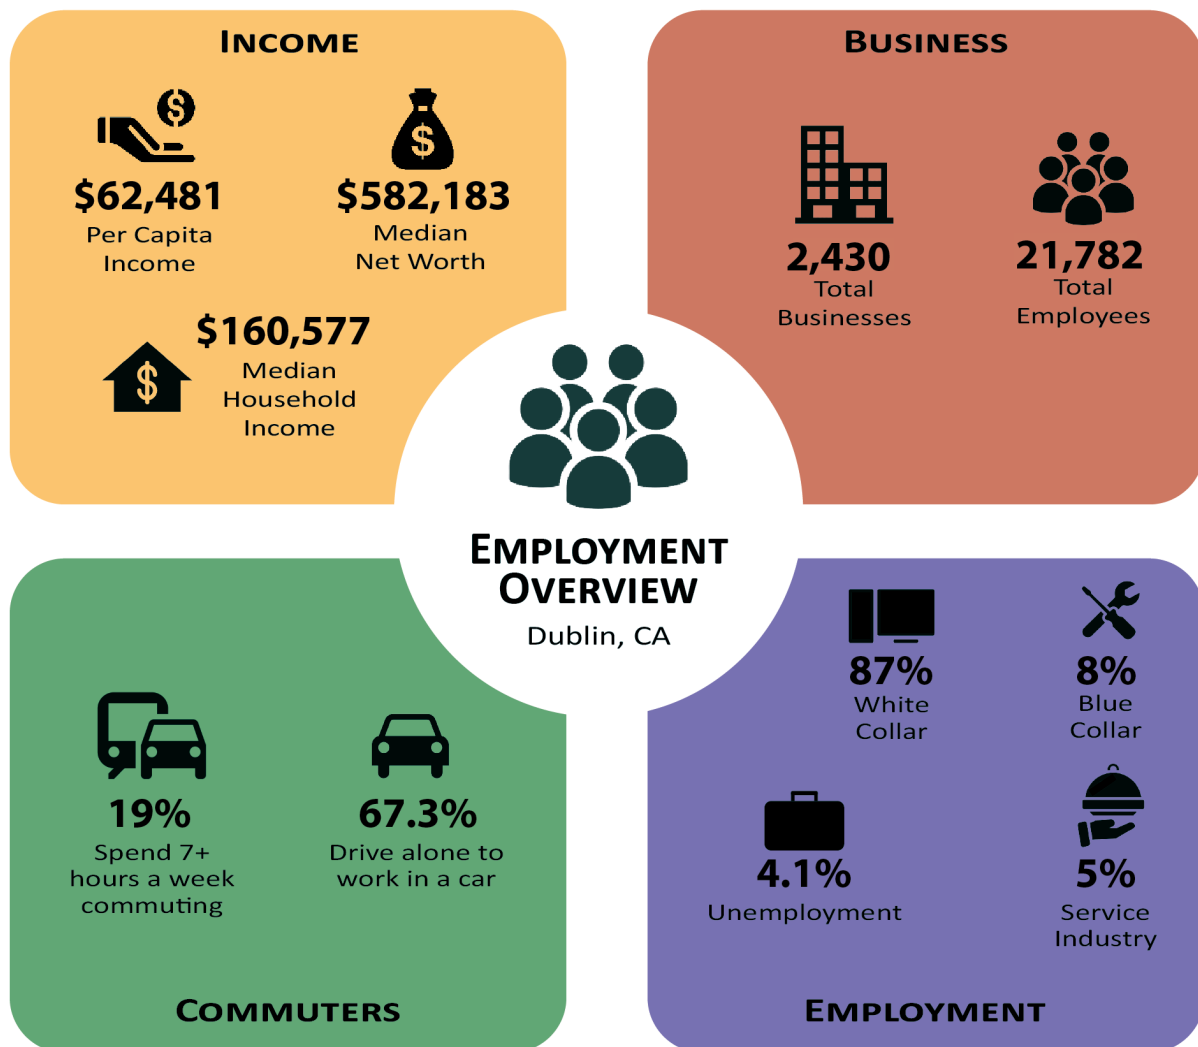 INCOME
$
$
$62,481
Per Capita
Income
$582,183
Median
Net Worth
$
$160,577
Median
Household
Income
BUSINESS
2,430
Total
Businesses
21,782
Total
Employees
EMPLOYMENT
OVERVIEW
Dublin, CA
19%
Spend 7+
hours a week
commuting
67.3%
Drive alone to
work in a car
COMMUTERS
87%
White
Collar
8%
Blue
Collar
4.1%
Unemployment
5%
Service
Industry
EMPLOYMENT